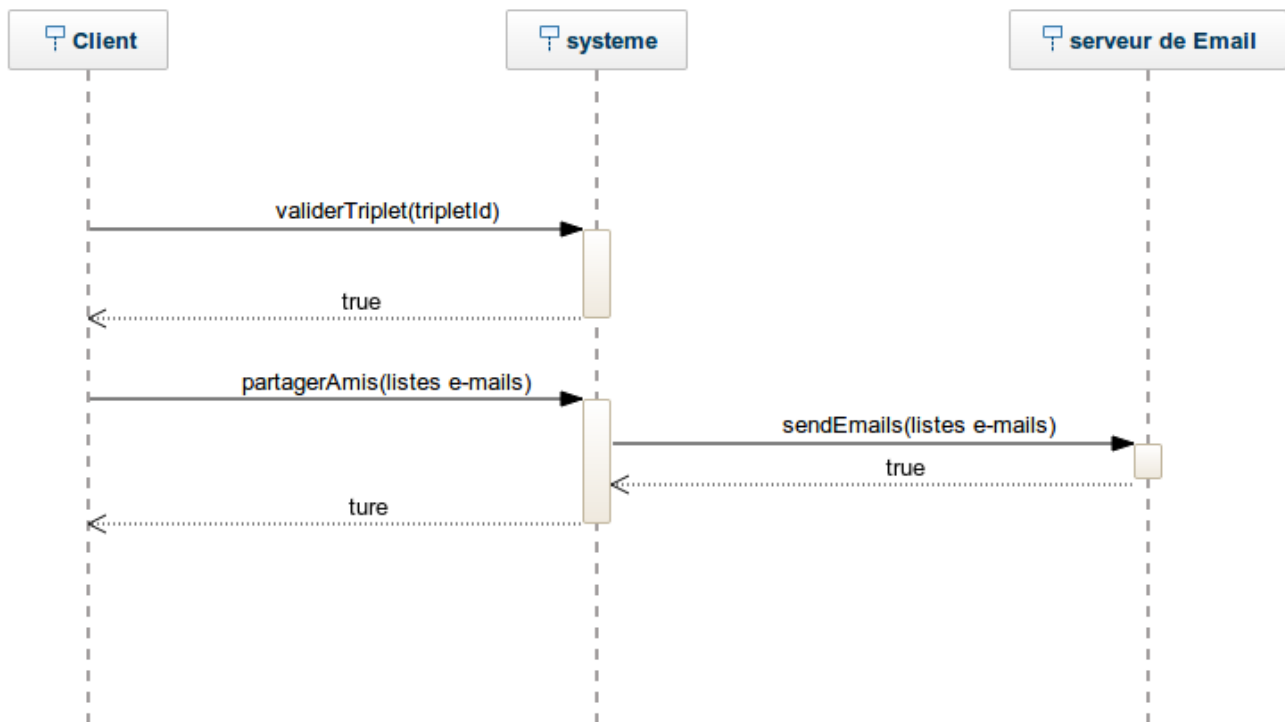 Client
systeme
serveur de Email
validerTriplet(tripletId)
true
partagerAmis(listes e-mails)
sendEmails(listes e-mails)
true
ture